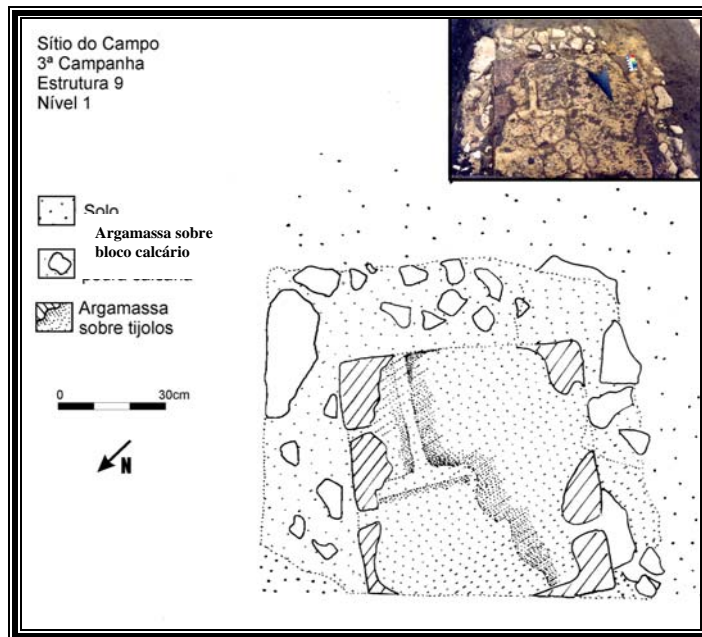 Sítio do Campo
3ª Campanha
Estrutura 9
Nível 1
Solo
Argamassa sobre
bloco calcário
Argamassa
sobre tijolos
0 30cm
N